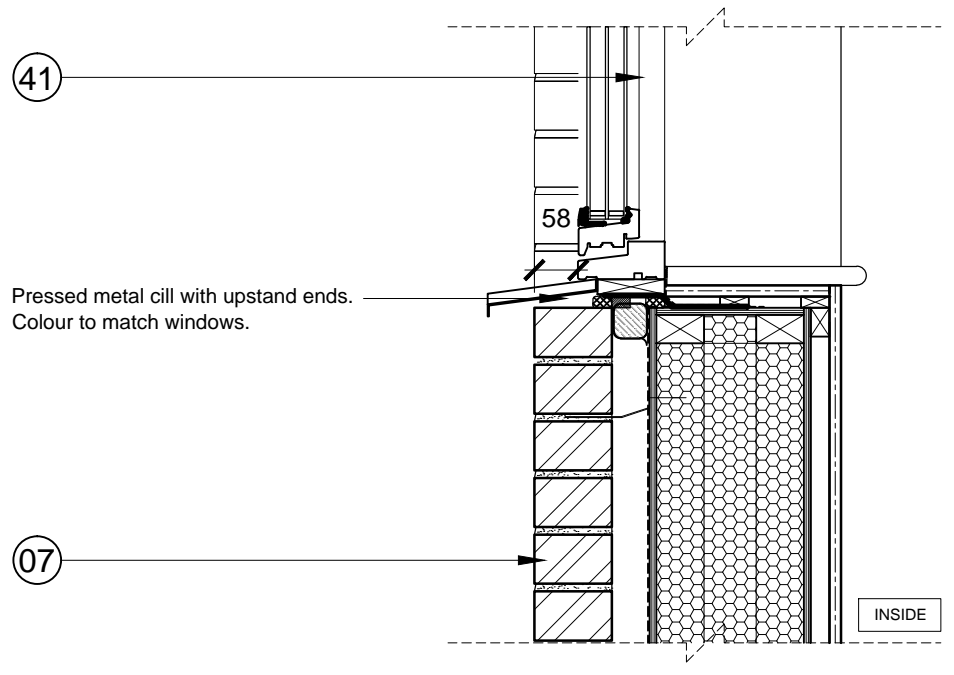 41
58
Pressed metal cill with upstand ends.
Colour to match windows.
07
INSIDE